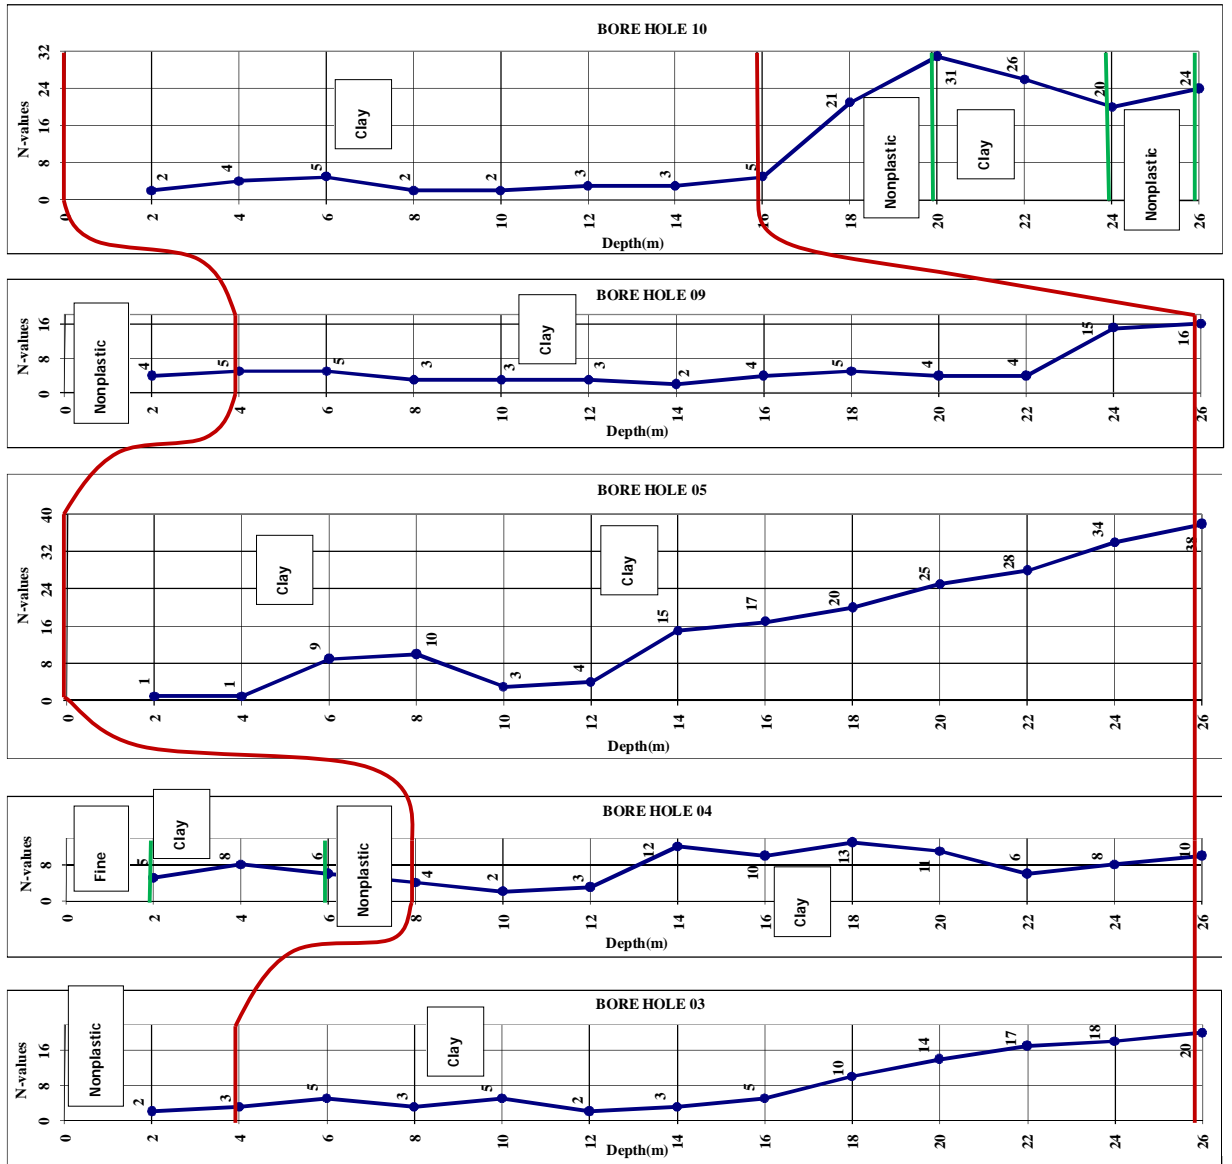 BORE HOLE 10
N-values
32
24
16
8
0
2
4
5
2
2
3
3
5
21
31
26
20
24
Clay
Nonplastic
Clay
Nonplastic
0 2 4 6 8 10 12 14 16 18 20 22 24 26
Depth(m)
BORE HOLE 09
N-values
16
8
0
4
5
5
3
3
3
2
4
5
4
4
15
16
Nonplastic
Clay
0 2 4 6 8 10 12 14 16 18 20 22 24 26
Depth(m)
BORE HOLE 05
N-values
40
32
24
16
8
0
1
1
9
10
3
4
15
17
20
25
28
34
38
Clay
Clay
0 2 4 6 8 10 12 14 16 18 20 22 24 26
Depth(m)
BORE HOLE 04
N-values
8
0
5
8
6
4
2
3
12
10
13
11
6
8
10
Fine
Clay
Nonplastic
Clay
0 2 4 6 8 10 12 14 16 18 20 22 24 26
Depth(m)
BORE HOLE 03
N-values
16
8
0
2
3
5
3
5
2
3
5
10
14
17
18
20
Nonplastic
Clay
0 2 4 6 8 10 12 14 16 18 20 22 24 26
Depth(m)